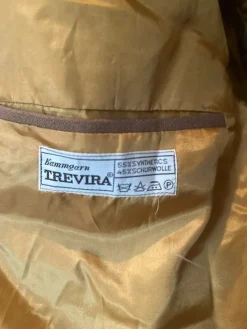 Kammgarn
TREVIRA®
55% SYNTHETICS
45% SCHURWOLLE
P